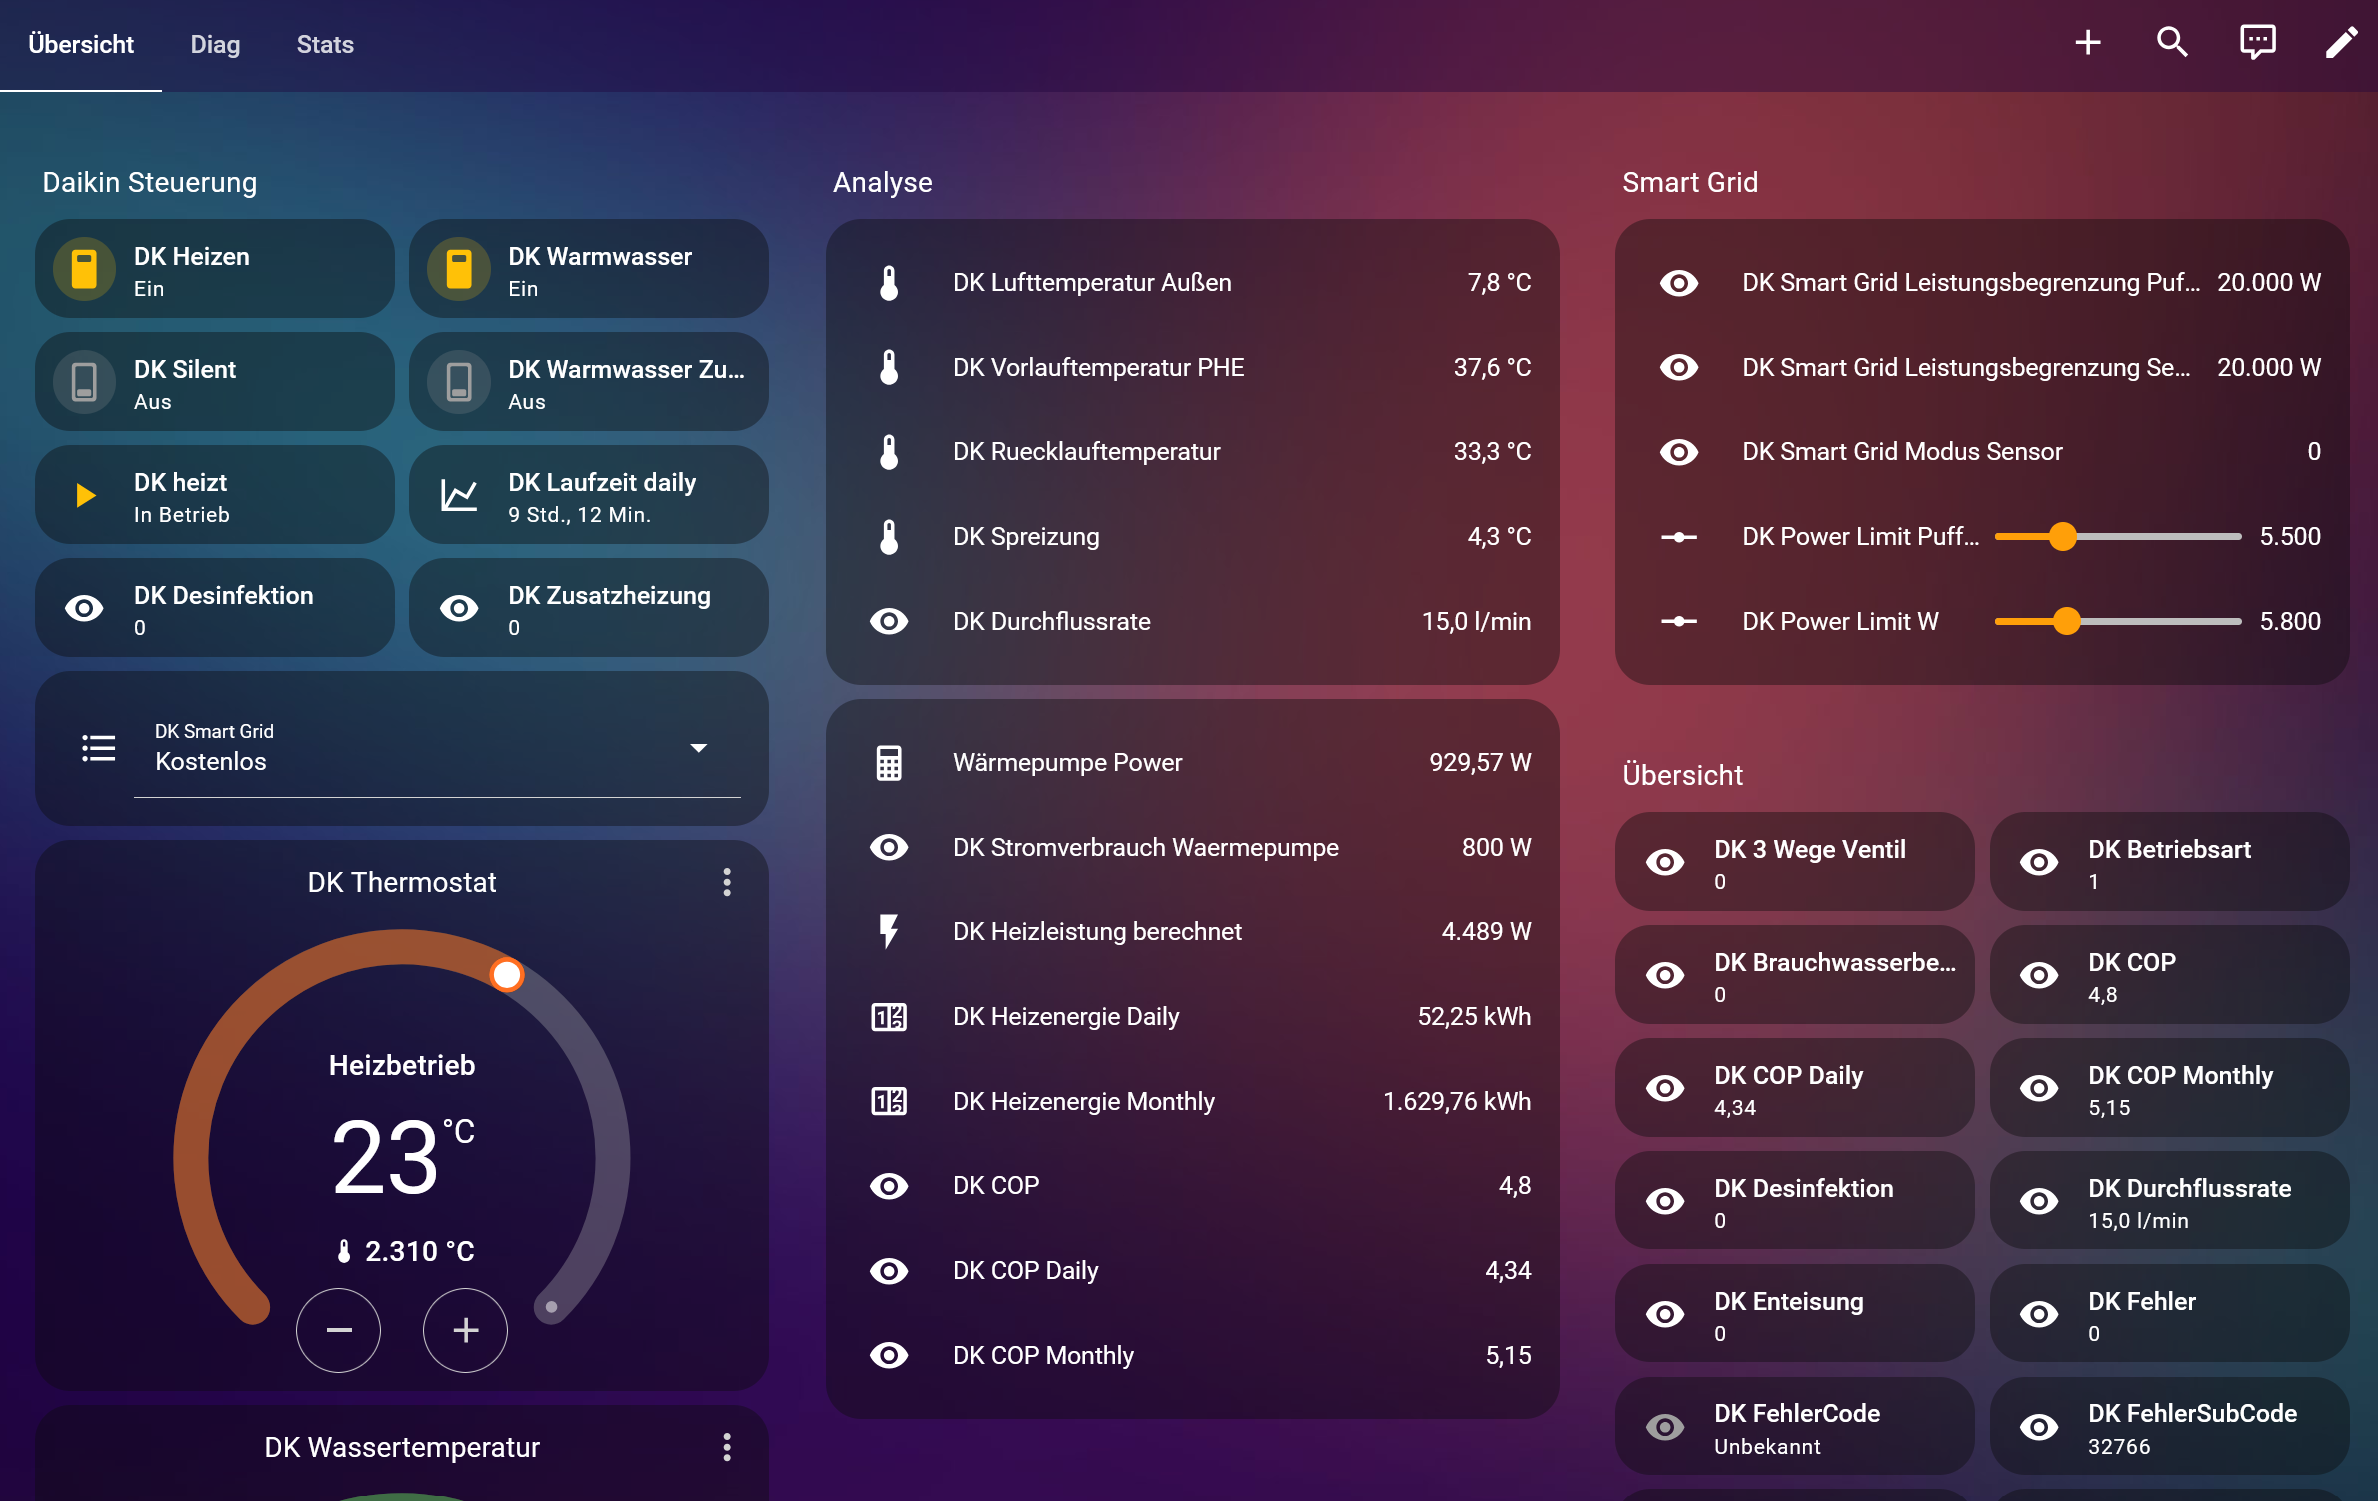 Übersicht
Diag
Stats
Daikin Steuerung
DK Heizen
Ein
DK Warmwasser
Ein
DK Silent
Aus
DK Warmwasser Zu...
Aus
DK heizt
In Betrieb
DK Laufzeit daily
9 Std., 12 Min.
DK Desinfektion
0
DK Zusatzheizung
0
DK Smart Grid
Kostenlos
DK Thermostat
Heizbetrieb
23 °C
2.310 °C
DK Wassertemperatur
Analyse
DK Lufttemperatur Außen 7,8 °C
DK Vorlauftemperatur PHE 37,6 °C
DK Ruecklauftemperatur 33,3 °C
DK Spreizung 4,3 °C
DK Durchflussrate 15,0 l/min
Wärmepumpe Power 929,57 W
DK Stromverbrauch Waermepumpe 800 W
DK Heizleistung berechnet 4.489 W
DK Heizenergie Daily 52,25 kWh
DK Heizenergie Monthly 1.629,76 kWh
DK COP 4,8
DK COP Daily 4,34
DK COP Monthly 5,15
Smart Grid
DK Smart Grid Leistungsbegrenzung Puf... 20.000 W
DK Smart Grid Leistungsbegrenzung Se... 20.000 W
DK Smart Grid Modus Sensor 0
DK Power Limit Puff... 5.500
DK Power Limit W 5.800
Übersicht
DK 3 Wege Ventil
0
DK Betriebsart
1
DK Brauchwasserbe...
0
DK COP
4,8
DK COP Daily
4,34
DK COP Monthly
5,15
DK Desinfektion
0
DK Durchflussrate
15,0 l/min
DK Enteisung
0
DK Fehler
0
DK FehlerCode
Unbekannt
DK FehlerSubCode
32766